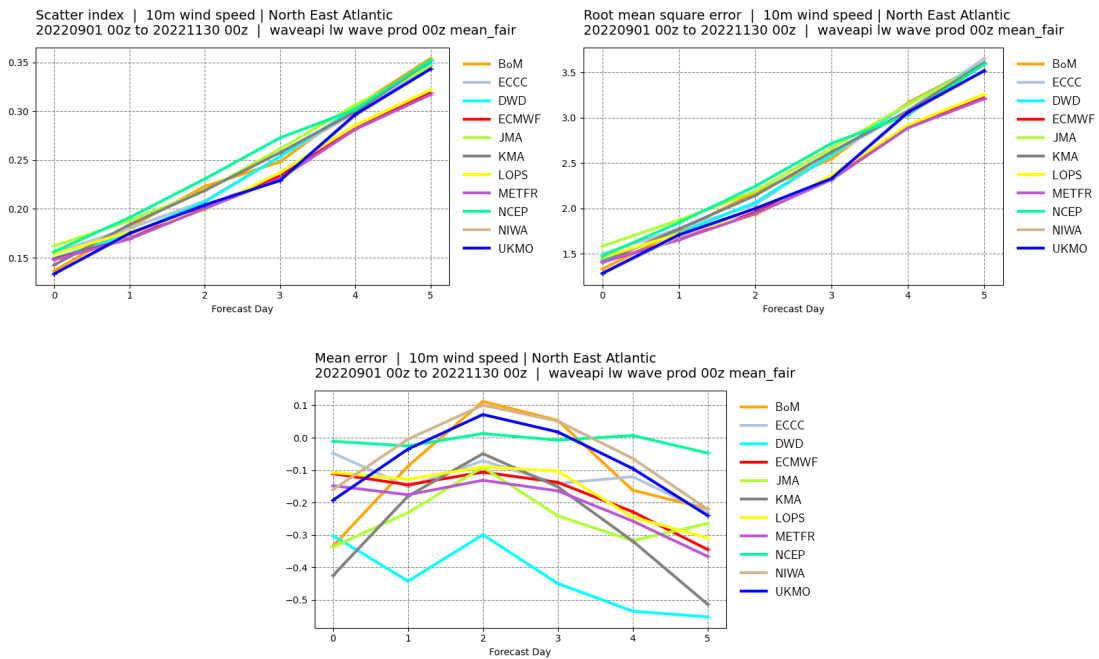 Scatter index | 10m wind speed | North East Atlantic
20220901 00z to 20221130 00z | waveapi lw wave prod 00z mean_fair
0.35
0.30
0.25
0.20
0.15
0 1 2 3 4 5
Forecast Day
BoM
ECCC
DWD
ECMWF
JMA
KMA
LOPS
METFR
NCEP
NIWA
UKMO
Root mean square error | 10m wind speed | North East Atlantic
20220901 00z to 20221130 00z | waveapi lw wave prod 00z mean_fair
3.5
3.0
2.5
2.0
1.5
0 1 2 3 4 5
Forecast Day
BoM
ECCC
DWD
ECMWF
JMA
KMA
LOPS
METFR
NCEP
NIWA
UKMO
Mean error | 10m wind speed | North East Atlantic
20220901 00z to 20221130 00z | waveapi lw wave prod 00z mean_fair
0.1
0.0
−0.1
−0.2
−0.3
−0.4
−0.5
0 1 2 3 4 5
Forecast Day
BoM
ECCC
DWD
ECMWF
JMA
KMA
LOPS
METFR
NCEP
NIWA
UKMO